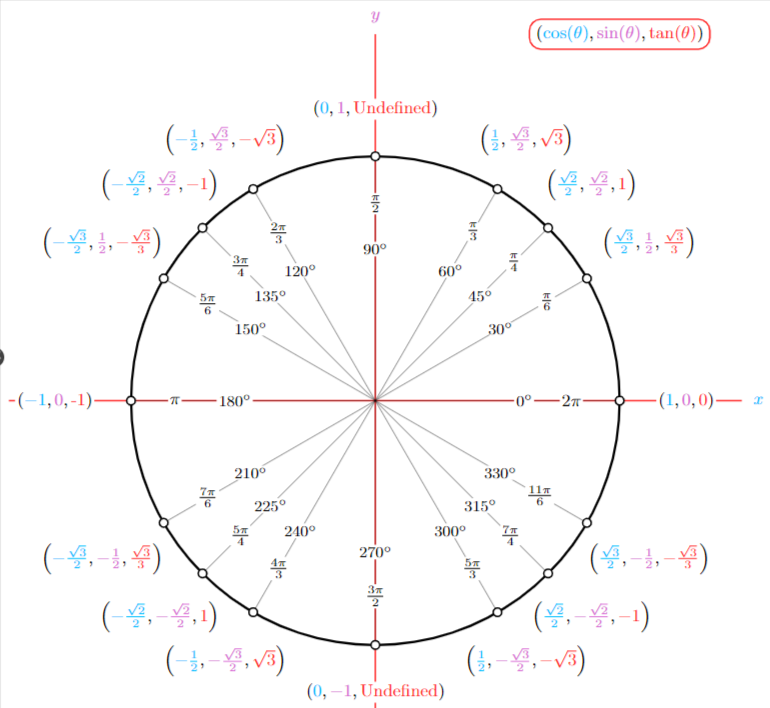 y
(cos(θ), sin(θ), tan(θ))
(0, 1, Undefined)
(-1/2, √3/2, -√3)
(1/2, √3/2, √3)
(-√2/2, √2/2, -1)
(√2/2, √2/2, 1)
(-√3/2, 1/2, -√3/3)
(√3/2, 1/2, √3/3)
π/2
2π/3
π/3
90°
3π/4
π/4
120°
60°
135°
45°
5π/6
π/6
150°
30°
-(-1, 0, -1)
π
180°
0°
2π
(1, 0, 0)
x
210°
330°
7π/6
11π/6
225°
315°
5π/4
7π/4
240°
300°
270°
4π/3
5π/3
3π/2
(-√3/2, -1/2, √3/3)
(√3/2, -1/2, -√3/3)
(-√2/2, -√2/2, 1)
(√2/2, -√2/2, -1)
(-1/2, -√3/2, √3)
(1/2, -√3/2, -√3)
(0, -1, Undefined)